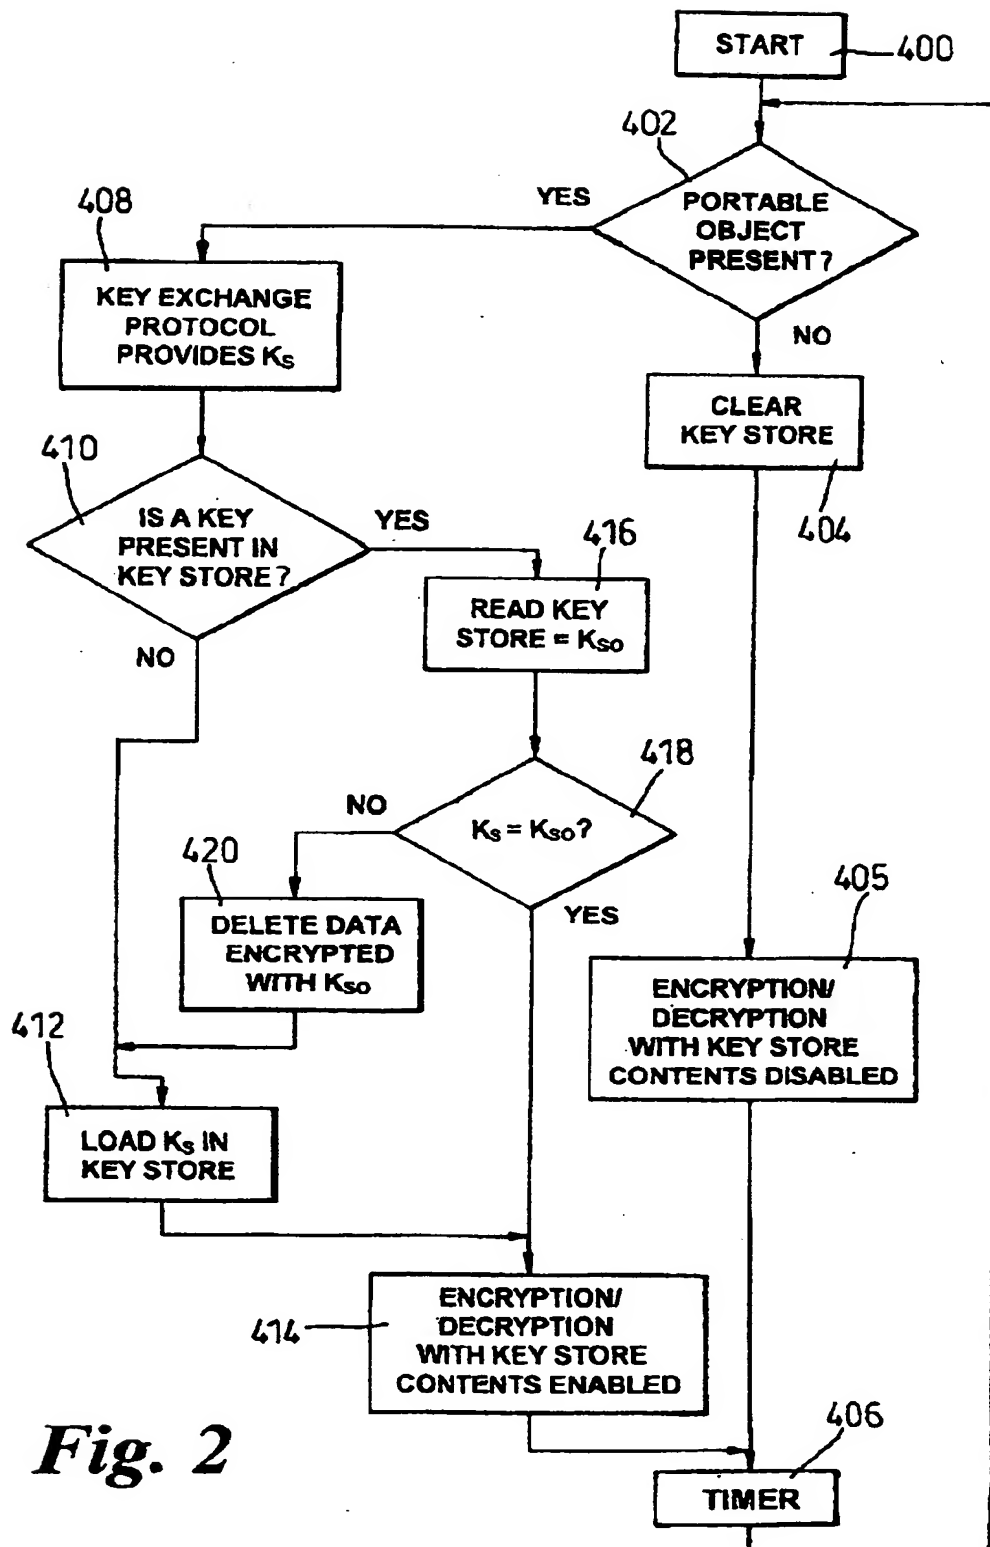 START
400
402
YES
PORTABLE
OBJECT
PRESENT?
408
KEY EXCHANGE
PROTOCOL
PROVIDES KS
NO
CLEAR
KEY STORE
404
410
IS A KEY
PRESENT IN
KEY STORE?
YES
416
READ KEY
STORE = KSO
NO
418
KS = KSO?
NO
YES
420
DELETE DATA
ENCRYPTED
WITH KSO
405
ENCRYPTION/
DECRYPTION
WITH KEY STORE
CONTENTS DISABLED
412
LOAD KS IN
KEY STORE
414
ENCRYPTION/
DECRYPTION
WITH KEY STORE
CONTENTS ENABLED
406
TIMER
Fig. 2